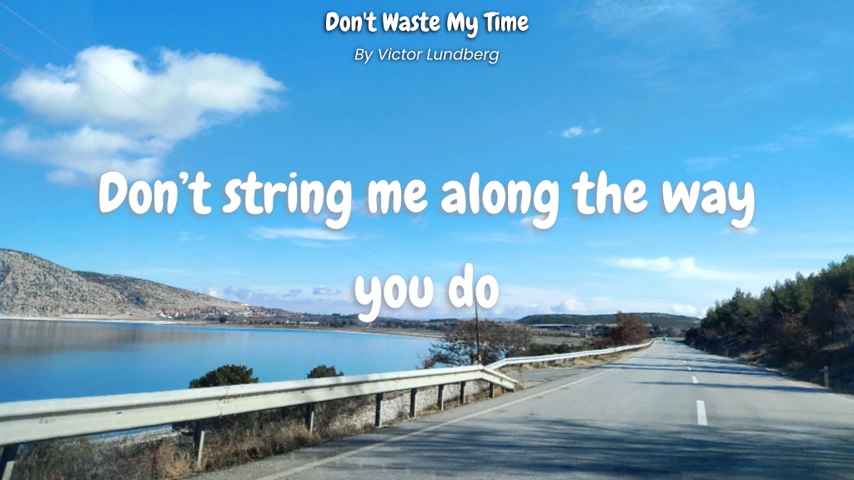 Don't Waste My Time
By Victor Lundberg
Don’t string me along the way
you do